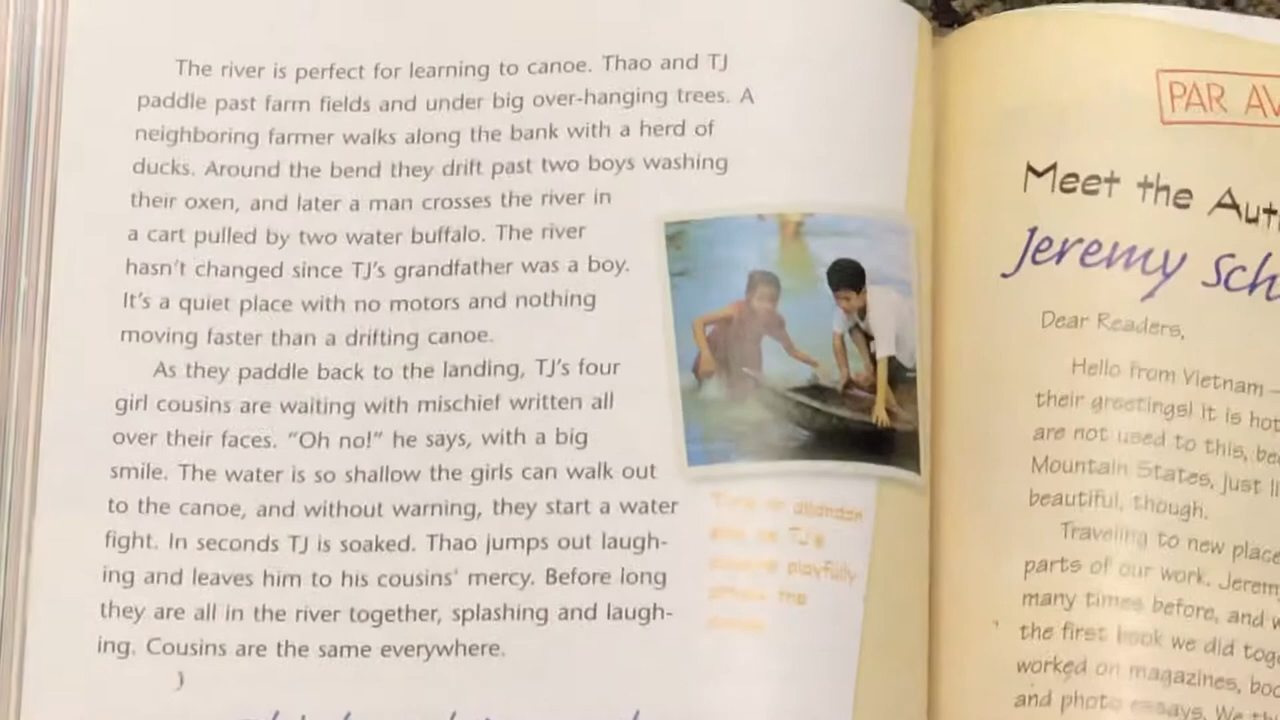 The river is perfect for learning to canoe. Thao and TJ
paddle past farm fields and under big over-hanging trees. A
neighboring farmer walks along the bank with a herd of
ducks. Around the bend they drift past two boys washing
their oxen, and later a man crosses the river in
a cart pulled by two water buffalo. The river
hasn't changed since TJ's grandfather was a boy.
It's a quiet place with no motors and nothing
moving faster than a drifting canoe.
As they paddle back to the landing, TJ's four
girl cousins are waiting with mischief written all
over their faces. “Oh no!” he says, with a big
smile. The water is so shallow the girls can walk out
to the canoe, and without warning, they start a water
fight. In seconds TJ is soaked. Thao jumps out laugh-
ing and leaves him to his cousins' mercy. Before long
they are all in the river together, splashing and laugh-
ing. Cousins are the same everywhere.
TJ's
playfully
the
PAR AV
Meet the Aut
Jeremy Sch
Dear Readers,
Hello from Vietnam –
their greetings! It is hot
are not used to this, be
Mountain States, just li
beautiful, though.
Traveling to new place
parts of our work. Jerem
many times before, and w
the first book we did toge
worked on magazines, boo
and photo essays. We th